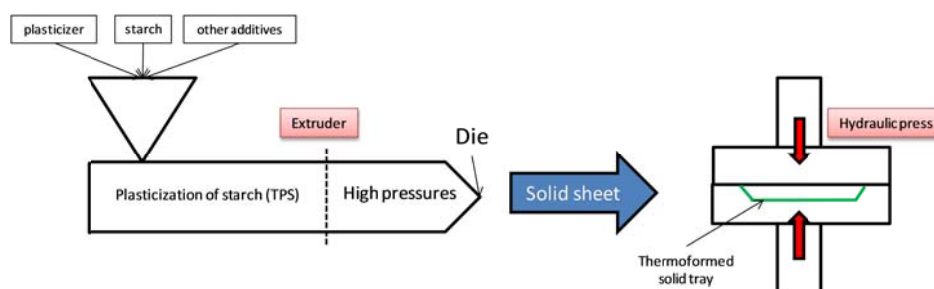 plasticizer
starch
other additives
Extruder
Die
Plasticization of starch (TPS)
High pressures
Solid sheet
Hydraulic press
Thermoformed
solid tray